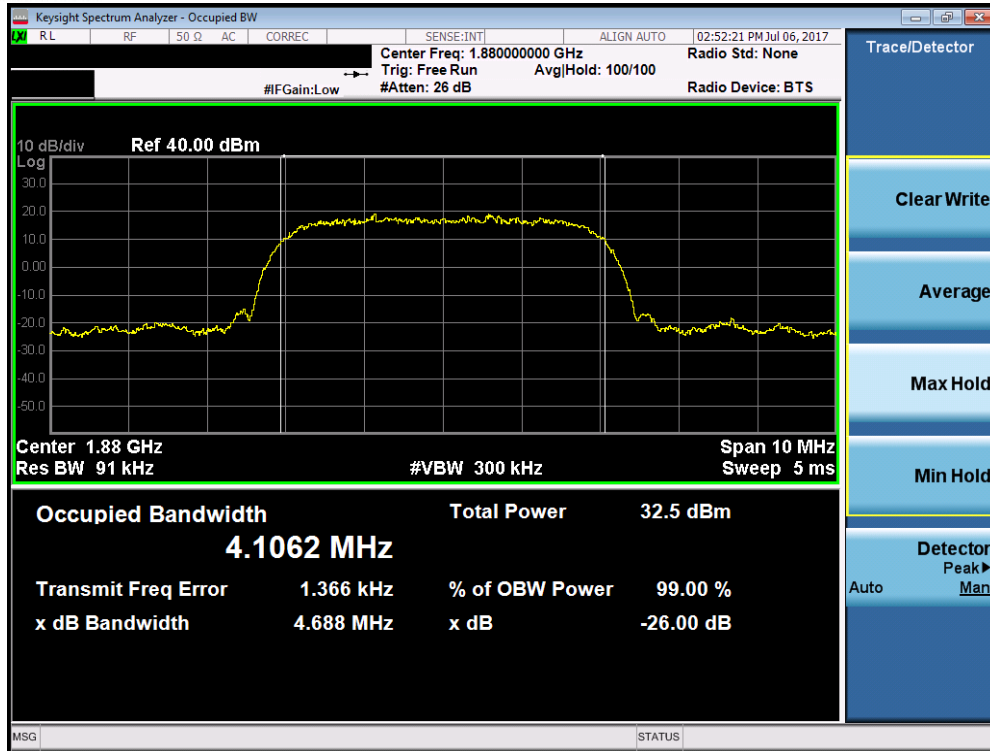 Keysight Spectrum Analyzer - Occupied BW
LXI RL RF 50 Ω AC CORREC SENSE:INT ALIGN AUTO 02:52:21 PM Jul 06, 2017
Center Freq: 1.880000000 GHz Radio Std: None
Trig: Free Run Avg|Hold: 100/100
#IFGain:Low #Atten: 26 dB Radio Device: BTS
10 dB/div Ref 40.00 dBm
Log
30.0
20.0
10.0
0.00
-10.0
-20.0
-30.0
-40.0
-50.0
Center 1.88 GHz Span 10 MHz
Res BW 91 kHz #VBW 300 kHz Sweep 5 ms
Occupied Bandwidth Total Power 32.5 dBm
4.1062 MHz
Transmit Freq Error 1.366 kHz % of OBW Power 99.00 %
x dB Bandwidth 4.688 MHz x dB -26.00 dB
MSG STATUS
Trace/Detector
Clear Write
Average
Max Hold
Min Hold
Detector
Peak▶
Auto Man